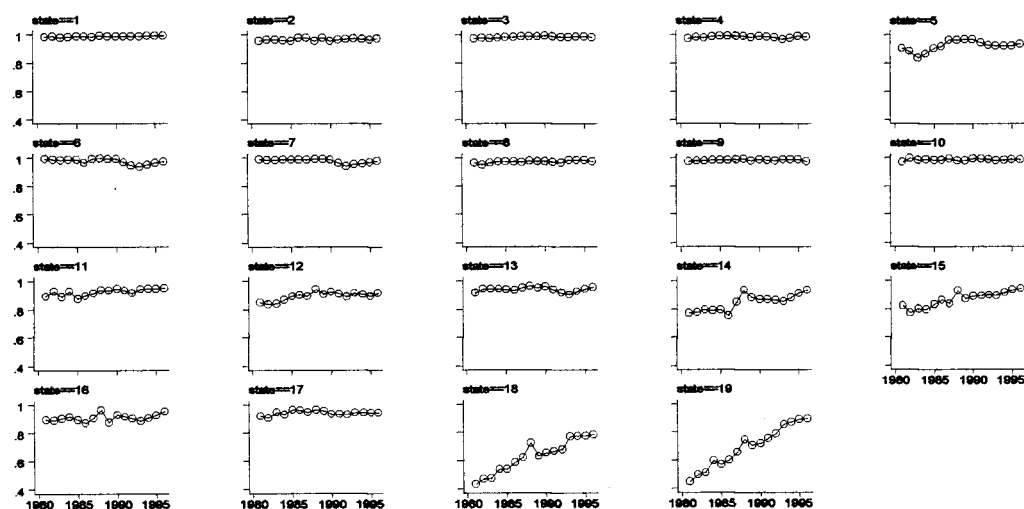 state==1 state==2 state==3 state==4 state==5
1
.8
.6
.4
state==6 state==7 state==8 state==9 state==10
1
.8
.6
.4
state==11 state==12 state==13 state==14 state==15
1
.8
.6
.4
1980 1985 1990 1995
state==16 state==17 state==18 state==19
1
.8
.6
.4
1980 1985 1990 1995 1980 1985 1990 1995 1980 1985 1990 1995 1980 1985 1990 1995